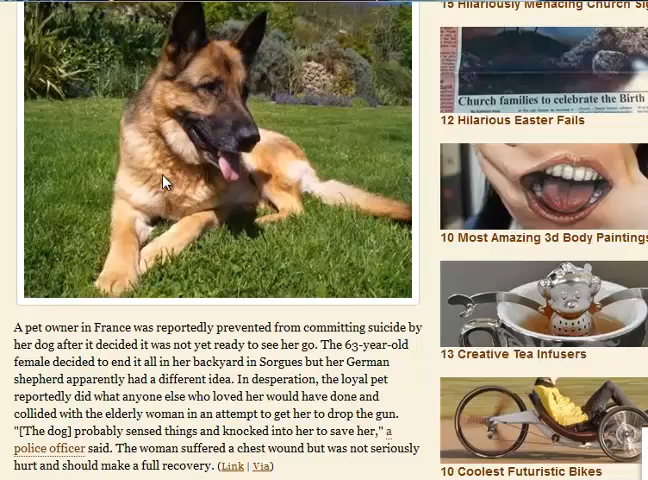 15 Hilariously Menacing Church Si
Church families to celebrate the Birth
12 Hilarious Easter Fails
10 Most Amazing 3d Body Paintings
13 Creative Tea Infusers
10 Coolest Futuristic Bikes
A pet owner in France was reportedly prevented from committing suicide by
her dog after it decided it was not yet ready to see her go. The 63-year-old
female decided to end it all in her backyard in Sorgues but her German
shepherd apparently had a different idea. In desperation, the loyal pet
reportedly did what anyone else who loved her would have done and
collided with the elderly woman in an attempt to get her to drop the gun.
"[The dog] probably sensed things and knocked into her to save her," a
police officer said. The woman suffered a chest wound but was not seriously
hurt and should make a full recovery. (Link | Via)